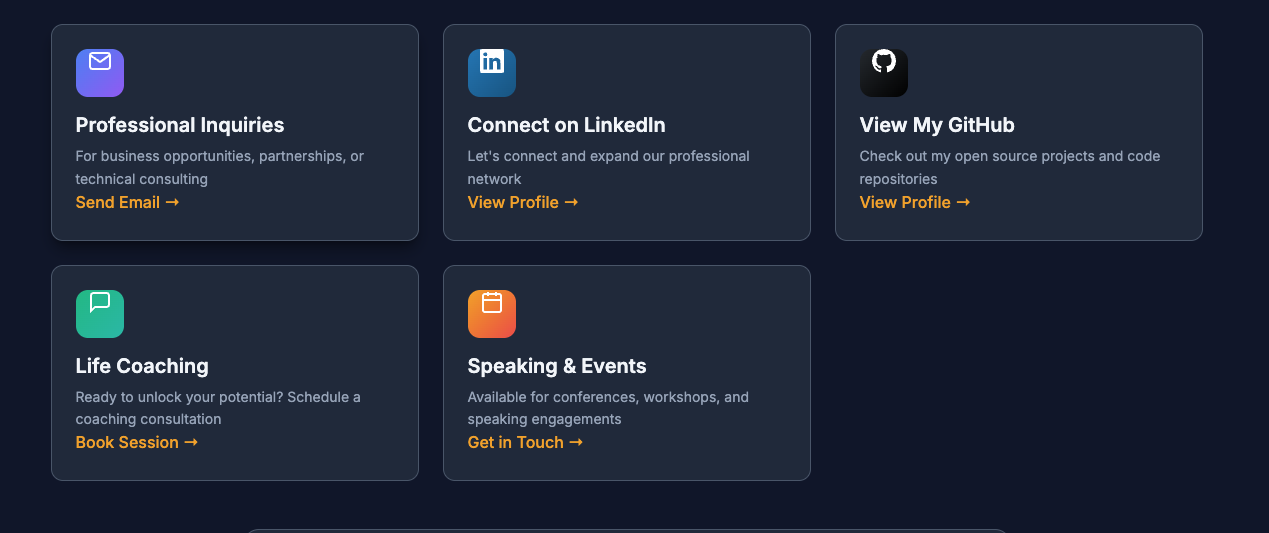 in
Professional Inquiries
For business opportunities, partnerships, or
technical consulting
Send Email →
Connect on LinkedIn
Let's connect and expand our professional
network
View Profile →
View My GitHub
Check out my open source projects and code
repositories
View Profile →
Life Coaching
Ready to unlock your potential? Schedule a
coaching consultation
Book Session →
Speaking & Events
Available for conferences, workshops, and
speaking engagements
Get in Touch →